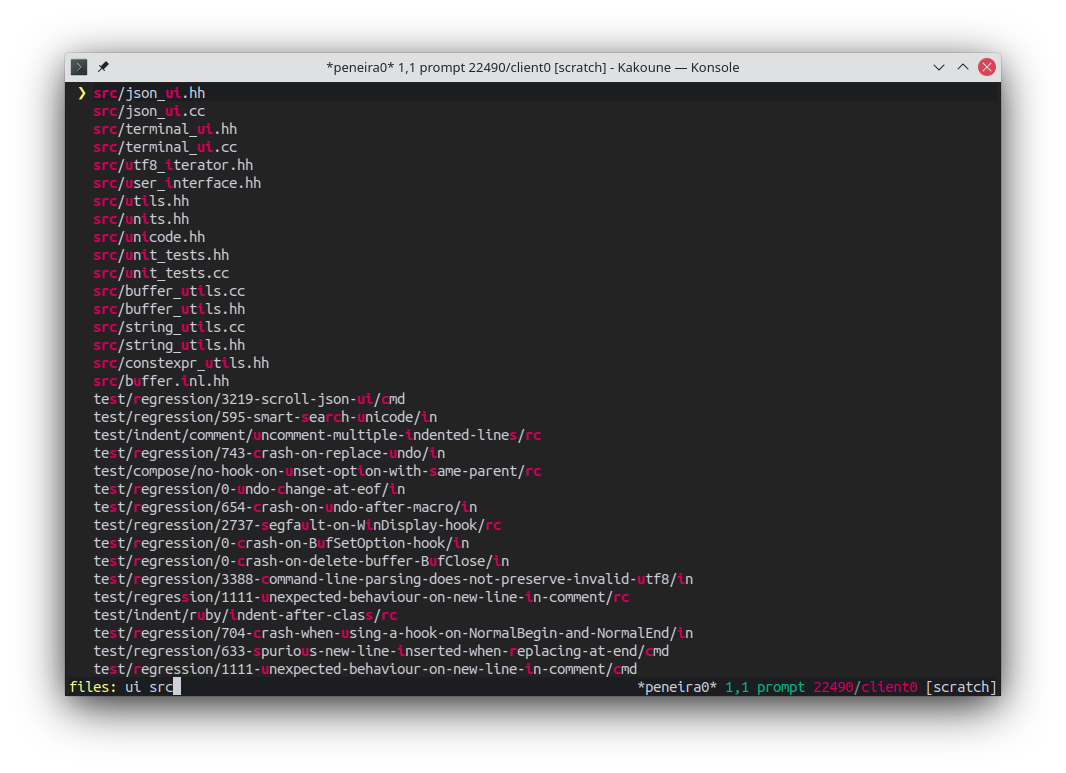 *peneira0* 1,1 prompt 22490/client0 [scratch] - Kakoune — Konsole
❯ src/json_ui.hh
src/json_ui.cc
src/terminal_ui.hh
src/terminal_ui.cc
src/utf8_iterator.hh
src/user_interface.hh
src/utils.hh
src/units.hh
src/unicode.hh
src/unit_tests.hh
src/unit_tests.cc
src/buffer_utils.cc
src/buffer_utils.hh
src/string_utils.cc
src/string_utils.hh
src/constexpr_utils.hh
src/buffer.inl.hh
test/regression/3219-scroll-json-ui/cmd
test/regression/595-smart-search-unicode/in
test/indent/comment/uncomment-multiple-indented-lines/rc
test/regression/743-crash-on-replace-undo/in
test/compose/no-hook-on-unset-option-with-same-parent/rc
test/regression/0-undo-change-at-eof/in
test/regression/654-crash-on-undo-after-macro/in
test/regression/2737-segfault-on-WinDisplay-hook/rc
test/regression/0-crash-on-BufSetOption-hook/in
test/regression/0-crash-on-delete-buffer-BufClose/in
test/regression/3388-command-line-parsing-does-not-preserve-invalid-utf8/in
test/regression/1111-unexpected-behaviour-on-new-line-in-comment/rc
test/indent/ruby/indent-after-class/rc
test/regression/704-crash-when-using-a-hook-on-NormalBegin-and-NormalEnd/in
test/regression/633-spurious-new-line-inserted-when-replacing-at-end/cmd
test/regression/1111-unexpected-behaviour-on-new-line-in-comment/cmd
files: ui src *peneira0* 1,1 prompt 22490/client0 [scratch]